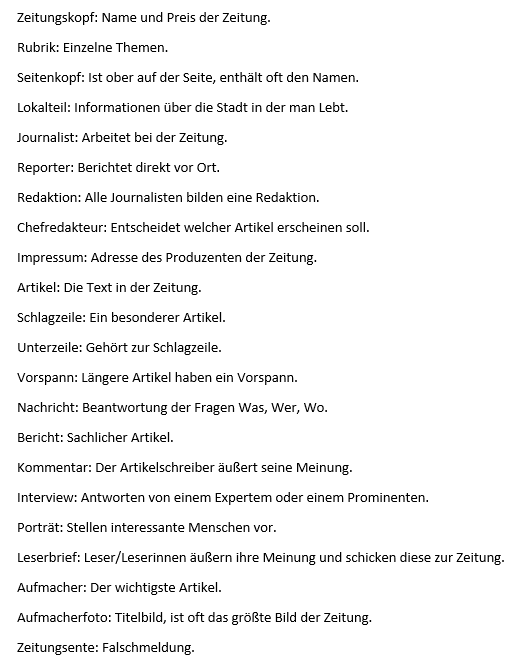 Zeitungskopf: Name und Preis der Zeitung.
Rubrik: Einzelne Themen.
Seitenkopf: Ist ober auf der Seite, enthält oft den Namen.
Lokalteil: Informationen über die Stadt in der man Lebt.
Journalist: Arbeitet bei der Zeitung.
Reporter: Berichtet direkt vor Ort.
Redaktion: Alle Journalisten bilden eine Redaktion.
Chefredakteur: Entscheidet welcher Artikel erscheinen soll.
Impressum: Adresse des Produzenten der Zeitung.
Artikel: Die Text in der Zeitung.
Schlagzeile: Ein besonderer Artikel.
Unterzeile: Gehört zur Schlagzeile.
Vorspann: Längere Artikel haben ein Vorspann.
Nachricht: Beantwortung der Fragen Was, Wer, Wo.
Bericht: Sachlicher Artikel.
Kommentar: Der Artikelschreiber äußert seine Meinung.
Interview: Antworten von einem Expertem oder einem Prominenten.
Porträt: Stellen interessante Menschen vor.
Leserbrief: Leser/Leserinnen äußern ihre Meinung und schicken diese zur Zeitung.
Aufmacher: Der wichtigste Artikel.
Aufmacherfoto: Titelbild, ist oft das größte Bild der Zeitung.
Zeitungsente: Falschmeldung.